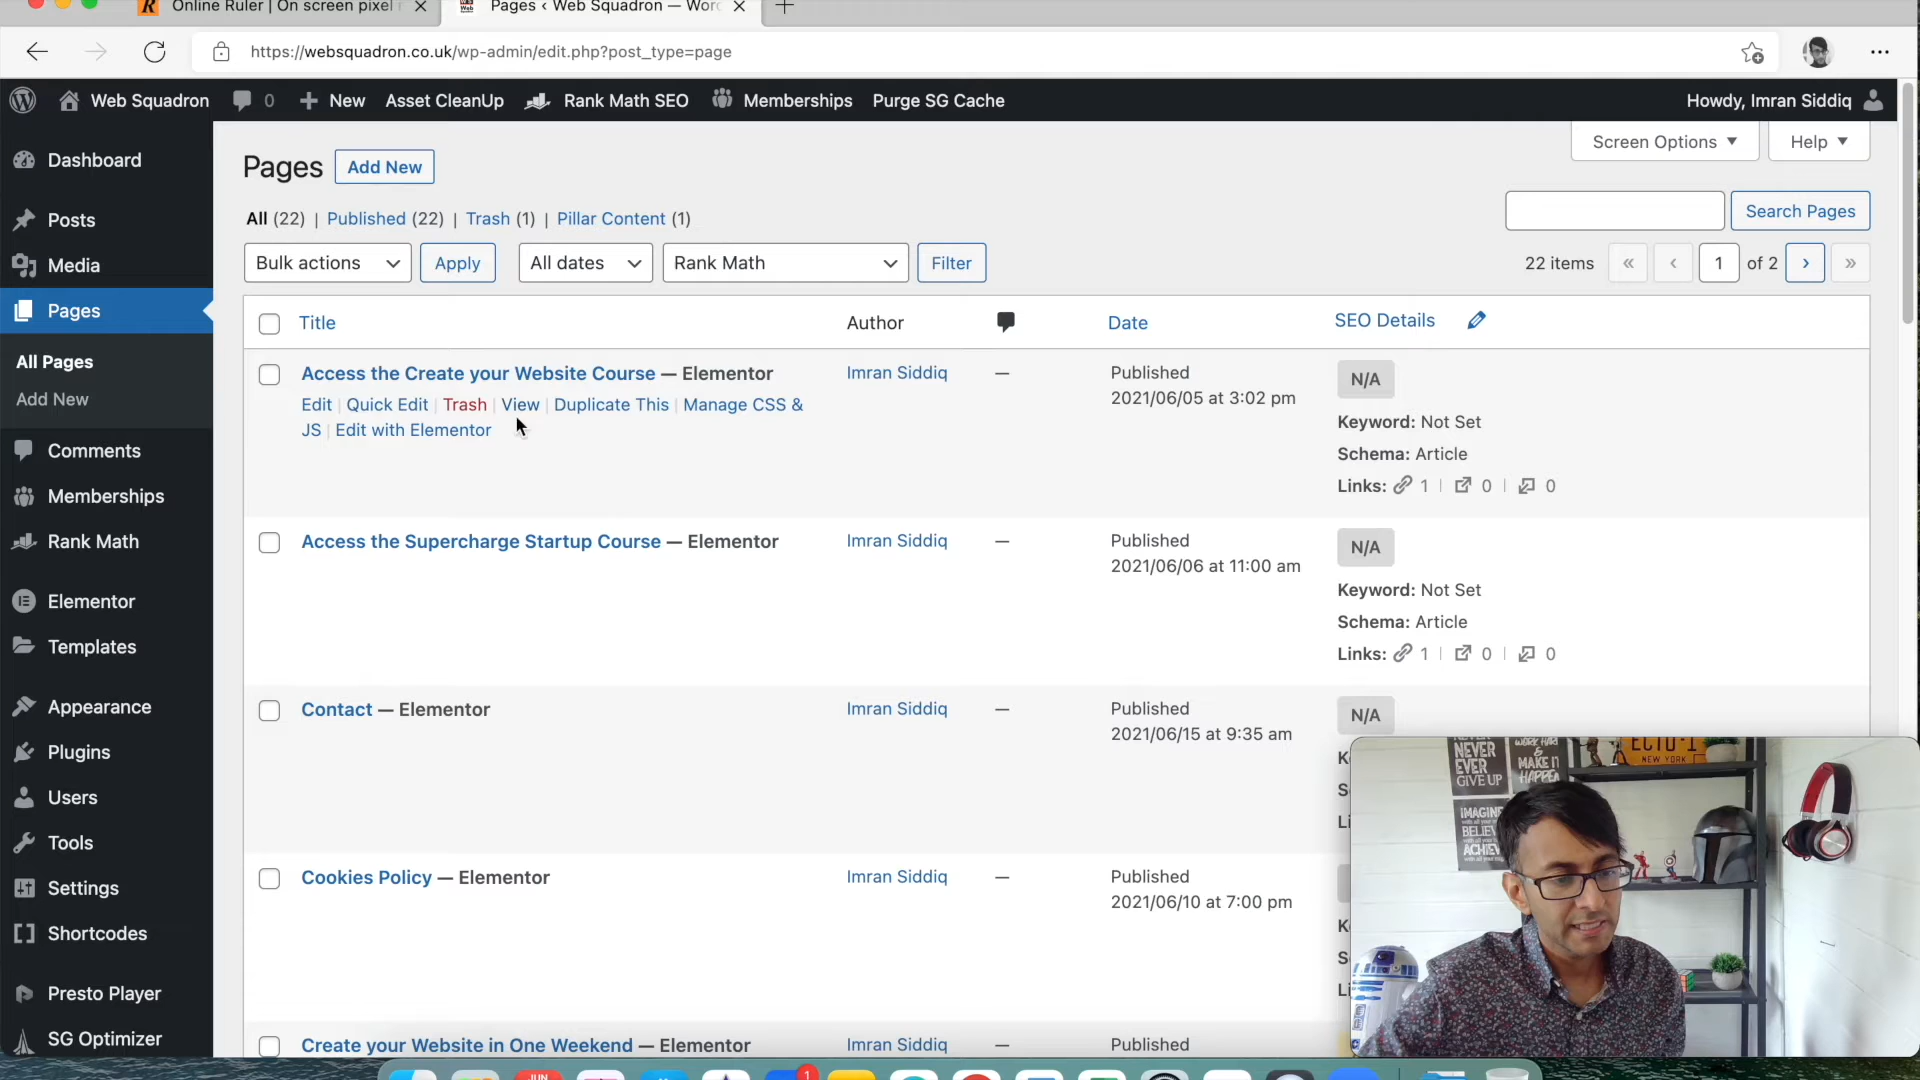 Online Ruler | On screen pixel
Pages ‹ Web Squadron — Wor
https://websquadron.co.uk/wp-admin/edit.php?post_type=page
Web Squadron 0 New Asset CleanUp Rank Math SEO Memberships Purge SG Cache Howdy, Imran Siddiq
Dashboard
Posts
Media
Pages
All Pages
Add New
Comments
Memberships
Rank Math
Elementor
Templates
Appearance
Plugins
Users
Tools
Settings
Shortcodes
Presto Player
SG Optimizer
Screen Options ▼ Help ▼
Pages Add New
All (22) | Published (22) | Trash (1) | Pillar Content (1)
Search Pages
Bulk actions Apply All dates Rank Math Filter
22 items « ‹ 1 of 2 › »
Title Author Date SEO Details
Access the Create your Website Course — Elementor
Edit | Quick Edit | Trash | View | Duplicate This | Manage CSS &
JS | Edit with Elementor
Imran Siddiq
—
Published
2021/06/05 at 3:02 pm
N/A
Keyword: Not Set
Schema: Article
Links: 1 | 0 | 0
Access the Supercharge Startup Course — Elementor
Imran Siddiq
—
Published
2021/06/06 at 11:00 am
N/A
Keyword: Not Set
Schema: Article
Links: 1 | 0 | 0
Contact — Elementor
Imran Siddiq
—
Published
2021/06/15 at 9:35 am
N/A
Cookies Policy — Elementor
Imran Siddiq
—
Published
2021/06/10 at 7:00 pm
Create your Website in One Weekend — Elementor
Imran Siddiq
—
Published
NEVER
EVER
GIVE UP
WORK HARD
&
MAKE IT
HAPPEN
ECTO-1
NEW YORK
IMAGINE
BELIEVE
ACHIEV
JUN
1